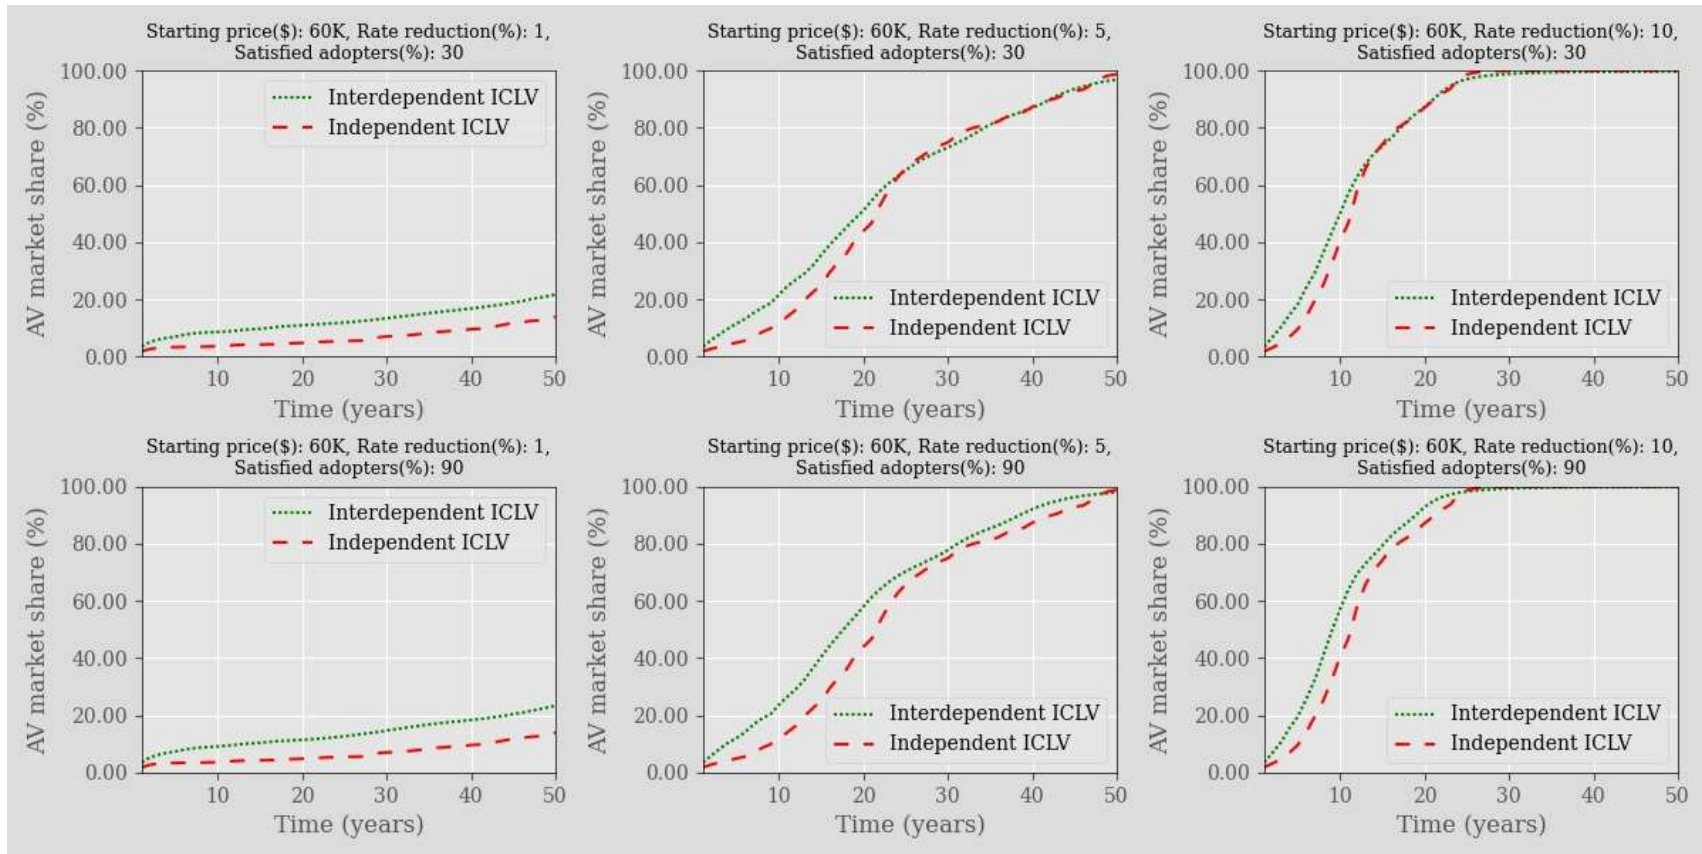 Starting price($): 60K, Rate reduction(%): 1,
Satisfied adopters(%): 30
100.00
80.00
60.00
40.00
20.00
0.00
AV market share (%)
Interdependent ICLV
Independent ICLV
10 20 30 40 50
Time (years)
Starting price($): 60K, Rate reduction(%): 5,
Satisfied adopters(%): 30
100.00
80.00
60.00
40.00
20.00
0.00
AV market share (%)
Interdependent ICLV
Independent ICLV
10 20 30 40 50
Time (years)
Starting price($): 60K, Rate reduction(%): 10,
Satisfied adopters(%): 30
100.00
80.00
60.00
40.00
20.00
0.00
AV market share (%)
Interdependent ICLV
Independent ICLV
10 20 30 40 50
Time (years)
Starting price($): 60K, Rate reduction(%): 1,
Satisfied adopters(%): 90
100.00
80.00
60.00
40.00
20.00
0.00
AV market share (%)
Interdependent ICLV
Independent ICLV
10 20 30 40 50
Time (years)
Starting price($): 60K, Rate reduction(%): 5,
Satisfied adopters(%): 90
100.00
80.00
60.00
40.00
20.00
0.00
AV market share (%)
Interdependent ICLV
Independent ICLV
10 20 30 40 50
Time (years)
Starting price($): 60K, Rate reduction(%): 10,
Satisfied adopters(%): 90
100.00
80.00
60.00
40.00
20.00
0.00
AV market share (%)
Interdependent ICLV
Independent ICLV
10 20 30 40 50
Time (years)